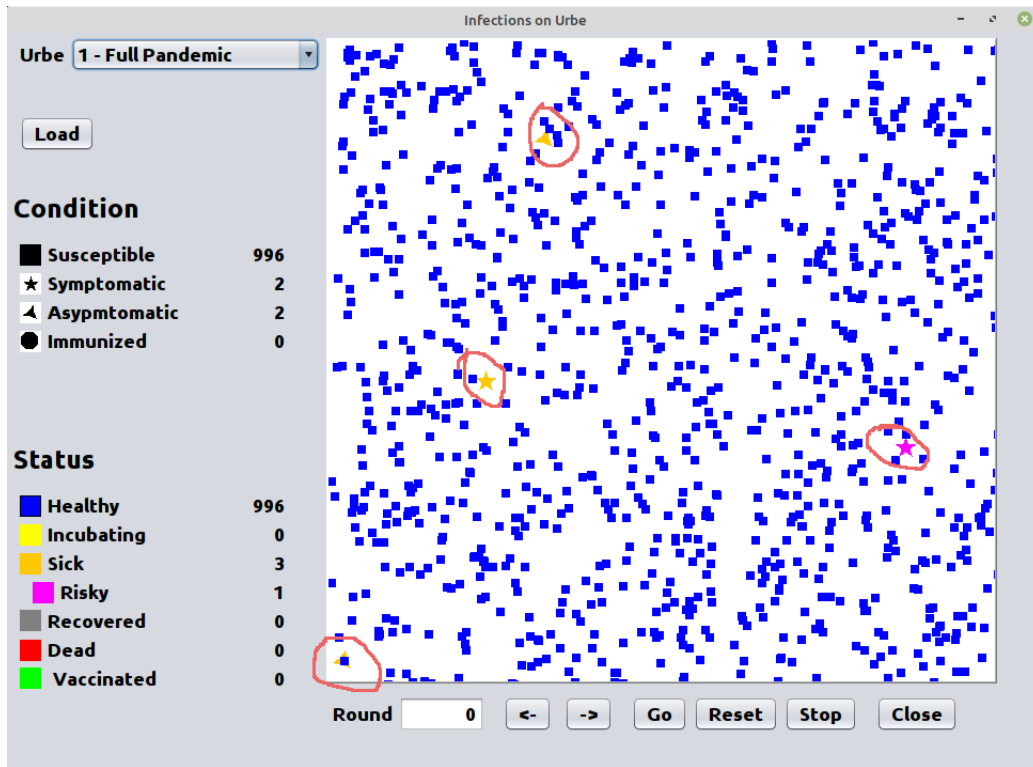 Infections on Urbe
Urbe 1 - Full Pandemic
Load
Condition
Susceptible 996
Symptomatic 2
Asypmtomatic 2
Immunized 0
Status
Healthy 996
Incubating 0
Sick 3
Risky 1
Recovered 0
Dead 0
Vaccinated 0
Round 0 <- -> Go Reset Stop Close